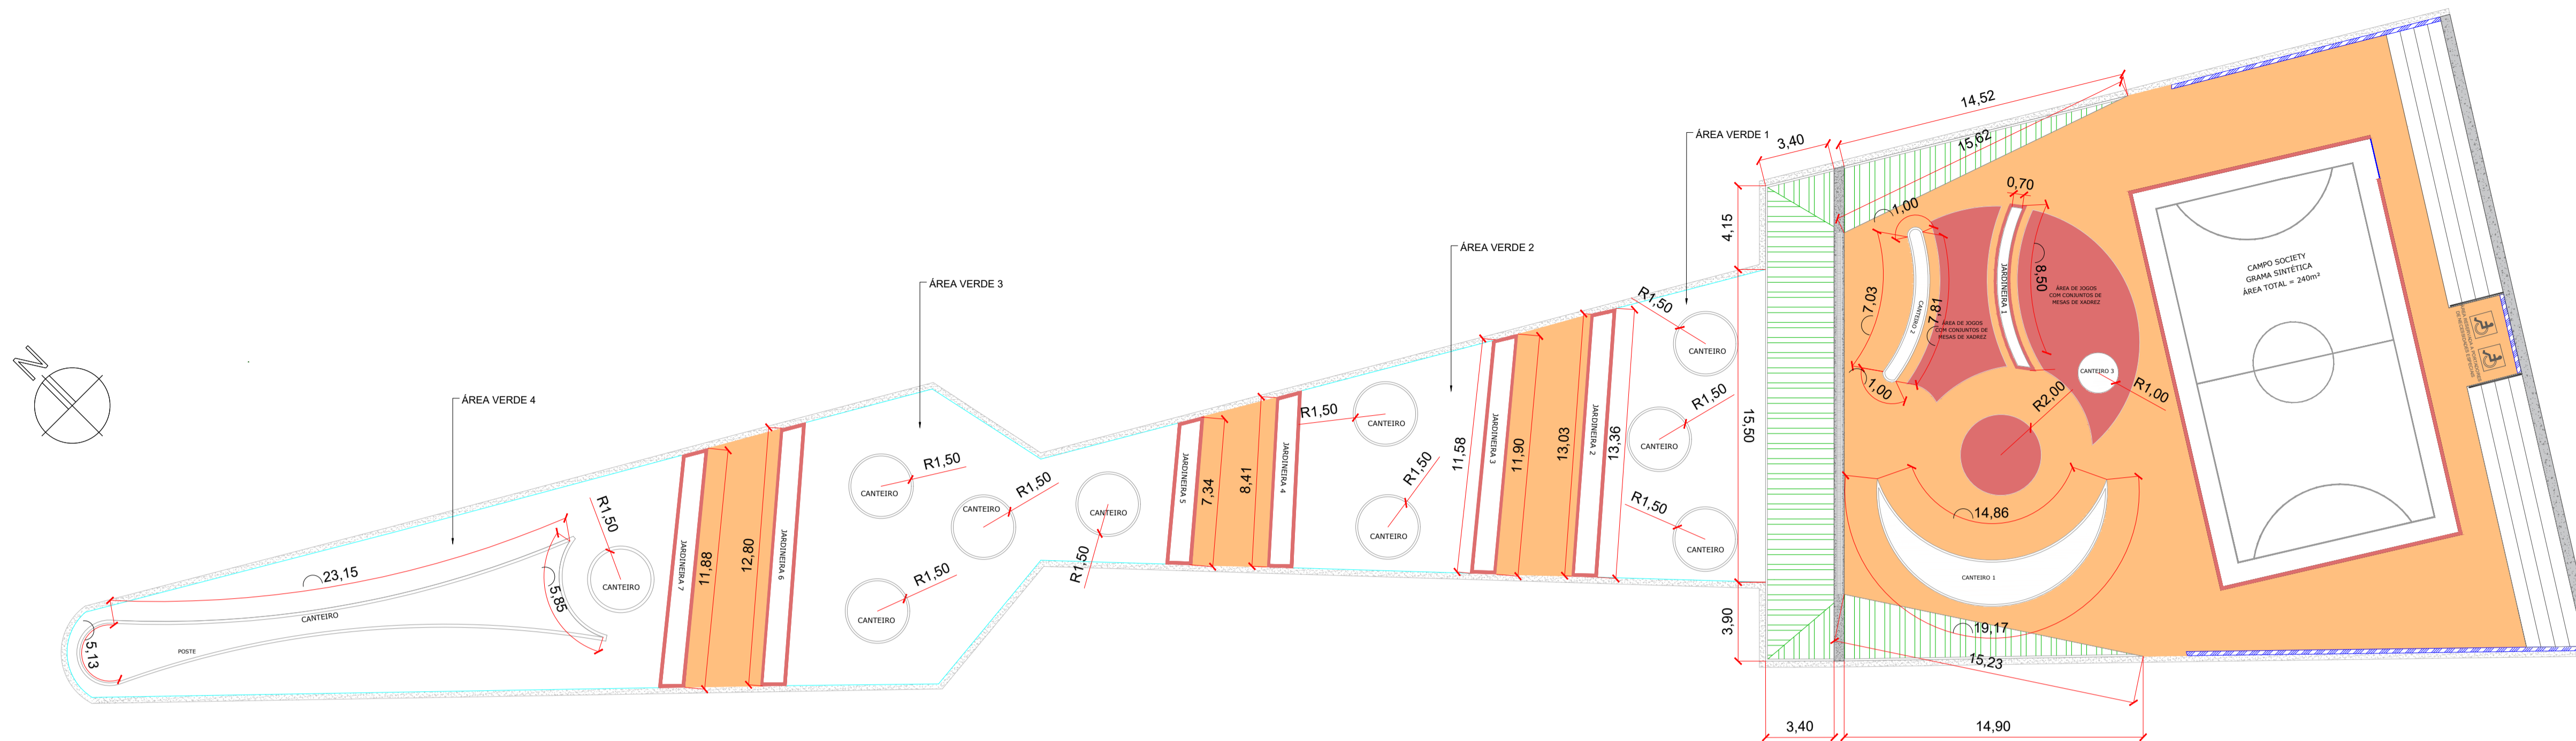 N
ÁREA VERDE 4
23,15
5,13
5,85
CANTEIRO
POSTE
R1,50
CANTEIRO
JARDINEIRA 7
11,88
12,80
JARDINEIRA 6
ÁREA VERDE 3
R1,50
CANTEIRO
R1,50
CANTEIRO
R1,50
CANTEIRO
R1,50
CANTEIRO
JARDINEIRA 5
7,34
8,41
JARDINEIRA 4
ÁREA VERDE 2
R1,50
CANTEIRO
R1,50
CANTEIRO
11,58
JARDINEIRA 3
11,90
13,03
JARDINEIRA 2
13,36
ÁREA VERDE 1
R1,50
CANTEIRO
R1,50
CANTEIRO
R1,50
CANTEIRO
4,15
15,50
3,96
3,40
14,52
15,62
1,00
0,70
7,03
CANTEIRO 2
7,81
1,00
ÁREA DE JOGOS
COM CONJUNTOS DE
MESAS DE XADREZ
JARDINEIRA 1
8,50
ÁREA DE JOGOS
COM CONJUNTOS DE
MESAS DE XADREZ
CANTEIRO 3
R1,00
R2,00
14,86
CANTEIRO 1
19,17
15,23
3,40
14,90
CAMPO SOCIETY
GRAMA SINTÉTICA
ÁREA TOTAL = 240m²
ÁREA RESERVADA A PORTADORES
DE NECESSIDADES ESPECIAIS